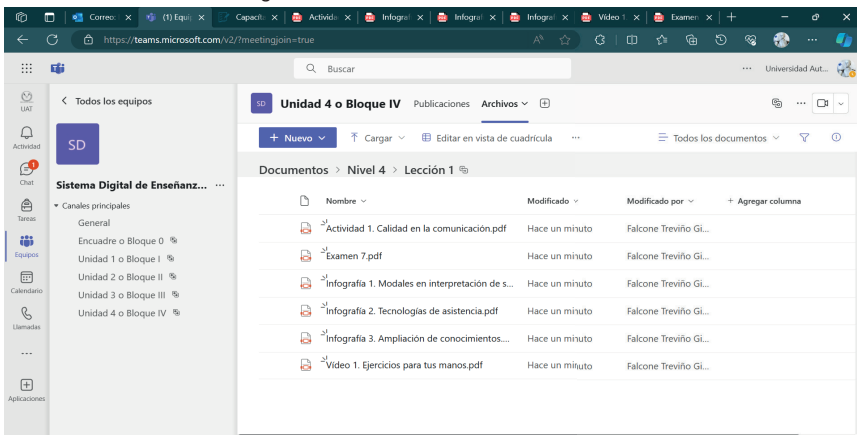 Correo:
(1) Equip
Capacita
Activida
Infograf
Infograf
Infograf
Vídeo 1
Examen
https://teams.microsoft.com/v2/?meetingjoin=true
Buscar
Universidad Aut...
UAT
Actividad
Chat
1
Tareas
Equipos
Calendario
Llamadas
Aplicaciones
Todos los equipos
SD
Sistema Digital de Enseñanz...
Canales principales
General
Encuadre o Bloque 0
Unidad 1 o Bloque I
Unidad 2 o Bloque II
Unidad 3 o Bloque III
Unidad 4 o Bloque IV
SD Unidad 4 o Bloque IV Publicaciones Archivos
+ Nuevo Cargar Editar en vista de cuadrícula ... Todos los documentos
Documentos > Nivel 4 > Lección 1
Nombre Modificado Modificado por + Agregar columna
Actividad 1. Calidad en la comunicación.pdf Hace un minuto Falcone Treviño Gi...
Examen 7.pdf Hace un minuto Falcone Treviño Gi...
Infografía 1. Modales en interpretación de s... Hace un minuto Falcone Treviño Gi...
Infografía 2. Tecnologías de asistencia.pdf Hace un minuto Falcone Treviño Gi...
Infografía 3. Ampliación de conocimientos.... Hace un minuto Falcone Treviño Gi...
Vídeo 1. Ejercicios para tus manos.pdf Hace un minuto Falcone Treviño Gi...